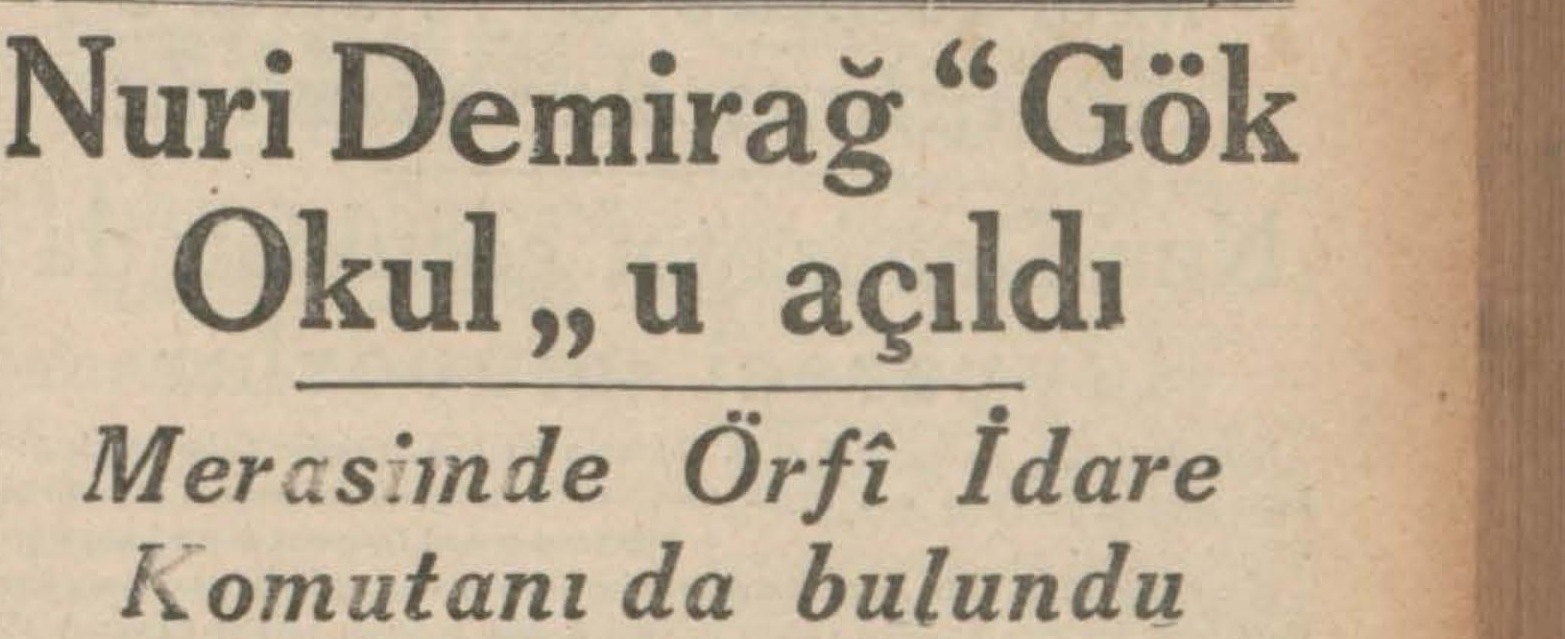 Nuri Demirağ “Gök
Okul„u açıldı
Merasimde Örfî İdare
Komutanı da bulundu